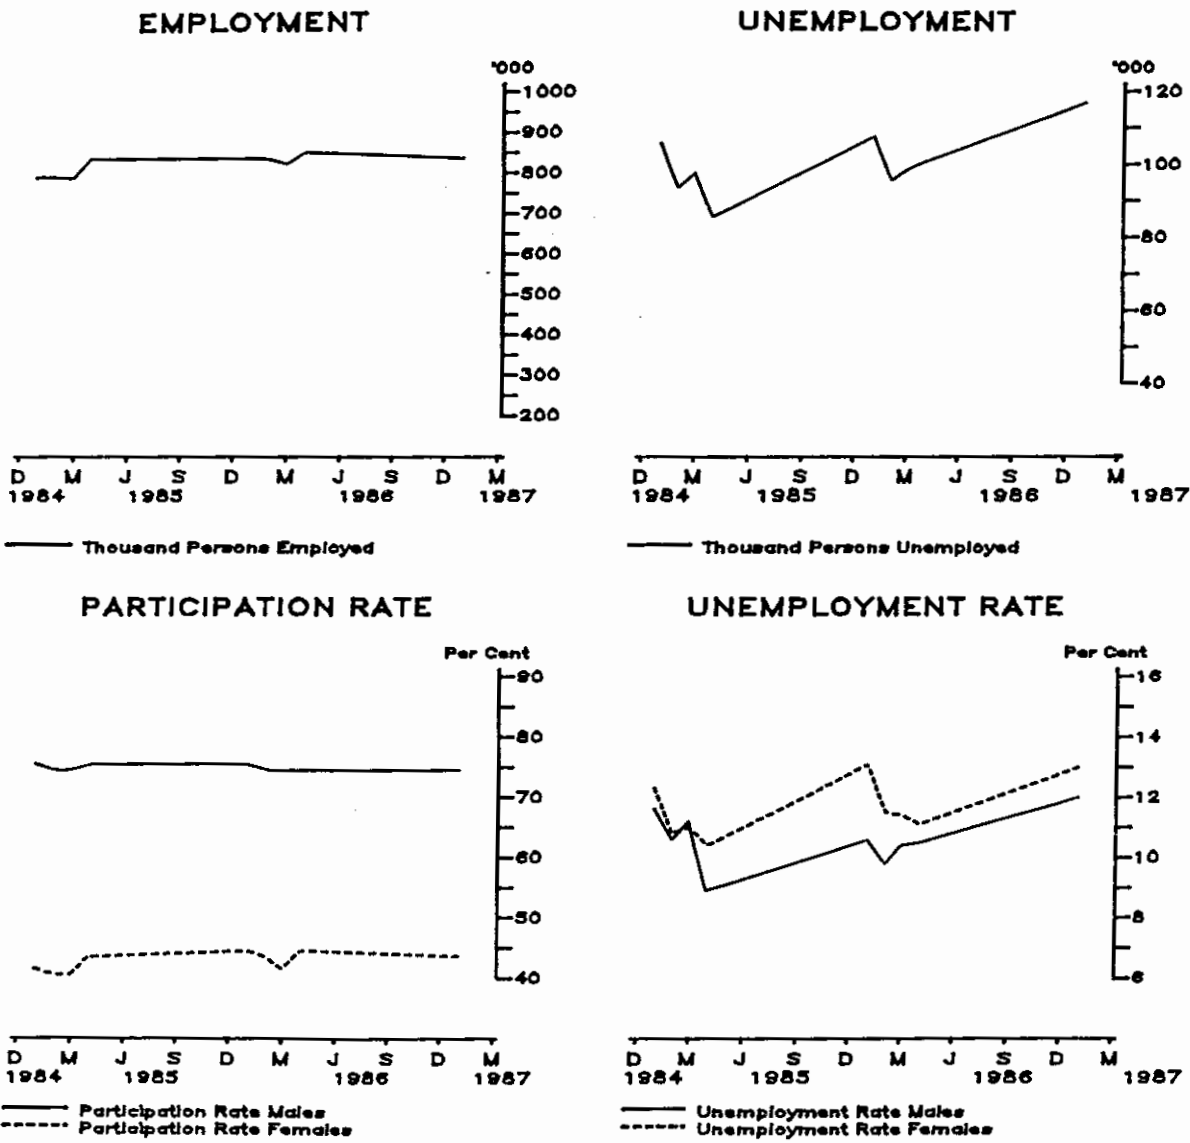 EMPLOYMENT
'000
1000
900
800
700
600
500
400
300
200
D M J S D M J S D M
1984 1985 1986 1987
Thousand Persons Employed
UNEMPLOYMENT
'000
120
100
80
60
40
D M J S D M J S D M
1984 1985 1986 1987
Thousand Persons Unemployed
PARTICIPATION RATE
Per Cent
90
80
70
60
50
40
D M J S D M J S D M
1984 1985 1986 1987
Participation Rate Males
Participation Rate Females
UNEMPLOYMENT RATE
Per Cent
16
14
12
10
8
6
D M J S D M J S D M
1984 1985 1986 1987
Unemployment Rate Males
Unemployment Rate Females